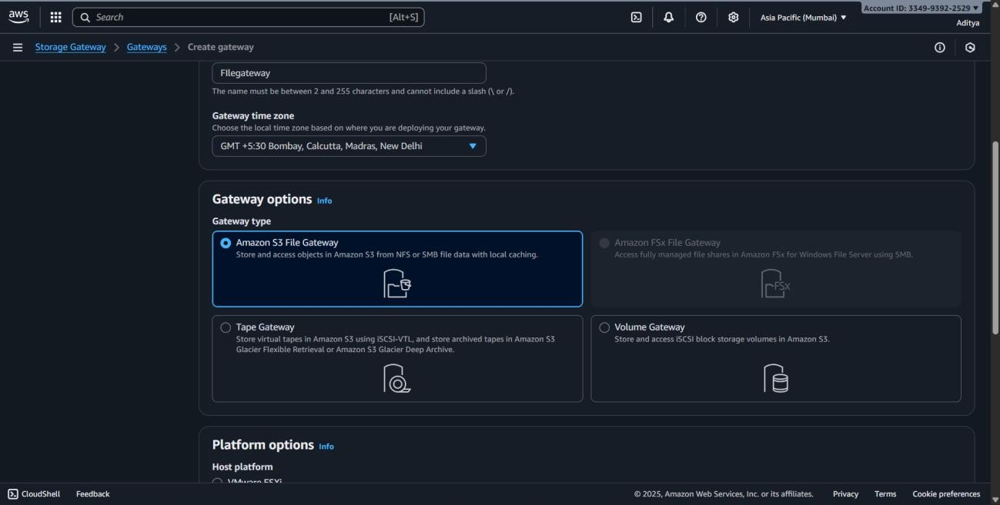 aws
Search
[Alt+S]
Asia Pacific (Mumbai)
Account ID: 3349-9392-2529
Aditya
Storage Gateway
Gateways
Create gateway
FIlegateway
The name must be between 2 and 255 characters and cannot include a slash (\ or /).
Gateway time zone
Choose the local time zone based on where you are deploying your gateway.
GMT +5:30 Bombay, Calcutta, Madras, New Delhi
Gateway options Info
Gateway type
Amazon S3 File Gateway
Store and access objects in Amazon S3 from NFS or SMB file data with local caching.
Amazon FSx File Gateway
Access fully managed file shares in Amazon FSx for Windows File Server using SMB.
FSx
Tape Gateway
Store virtual tapes in Amazon S3 using iSCSI-VTL, and store archived tapes in Amazon S3
Glacier Flexible Retrieval or Amazon S3 Glacier Deep Archive.
Volume Gateway
Store and access iSCSI block storage volumes in Amazon S3.
Platform options Info
Host platform
VMware ESXi
CloudShell
Feedback
© 2025, Amazon Web Services, Inc. or its affiliates.
Privacy
Terms
Cookie preferences